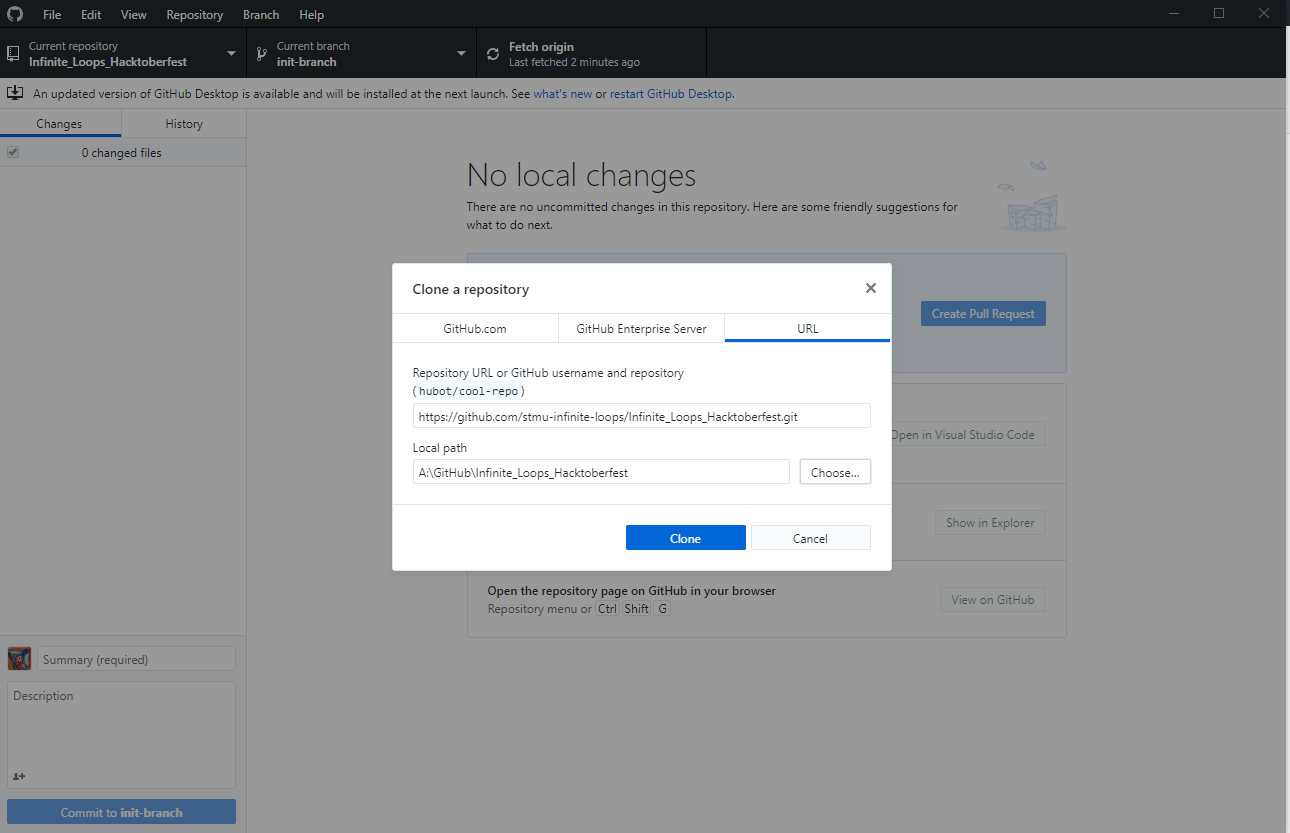 File Edit View Repository Branch Help
Current repository
Infinite_Loops_Hacktoberfest
Current branch
init-branch
Fetch origin
Last fetched 2 minutes ago
An updated version of GitHub Desktop is available and will be installed at the next launch. See what's new or restart GitHub Desktop.
Changes
History
0 changed files
No local changes
There are no uncommitted changes in this repository. Here are some friendly suggestions for
what to do next.
Create Pull Request
Clone a repository
GitHub.com
GitHub Enterprise Server
URL
Repository URL or GitHub username and repository
(hubot/cool-repo)
https://github.com/stmu-infinite-loops/Infinite_Loops_Hacktoberfest.git
Local path
A:\GitHub\Infinite_Loops_Hacktoberfest
Choose...
Clone
Cancel
Open in Visual Studio Code
Show in Explorer
Open the repository page on GitHub in your browser
Repository menu or Ctrl Shift G
View on GitHub
Summary (required)
Description
Commit to init-branch